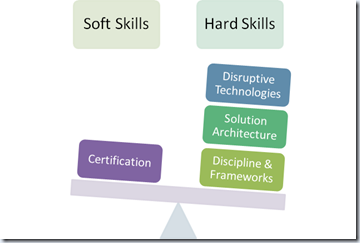 Soft Skills
Hard Skills
Disruptive
Technologies
Solution
Architecture
Certification
Discipline &
Frameworks